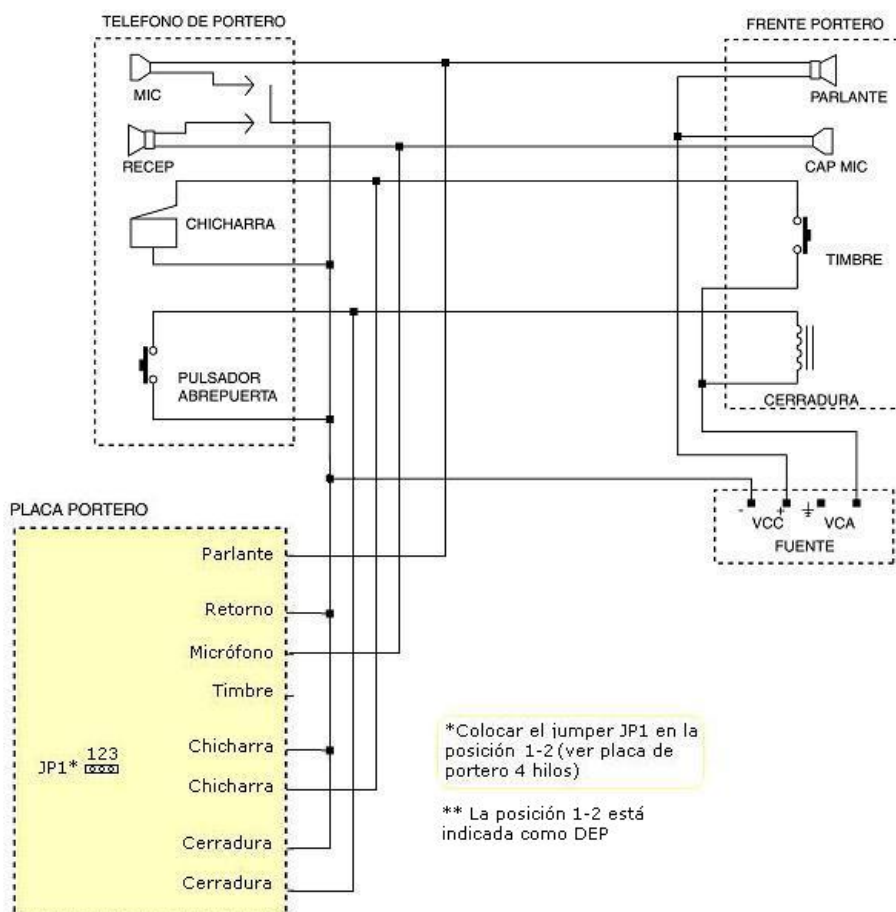 TELEFONO DE PORTERO
FRENTE PORTERO
MIC
PARLANTE
RECEP
CAP MIC
CHICHARRA
TIMBRE
PULSADOR
ABREPUERTA
CERRADURA
PLACA PORTERO
- VCC + VCA
FUENTE
Parlante
Retorno
Micrófono
Timbre
Chicharra
Chicharra
Cerradura
Cerradura
JP1* 123
*Colocar el jumper JP1 en la
posición 1-2 (ver placa de
portero 4 hilos)
** La posición 1-2 está
indicada como DEP